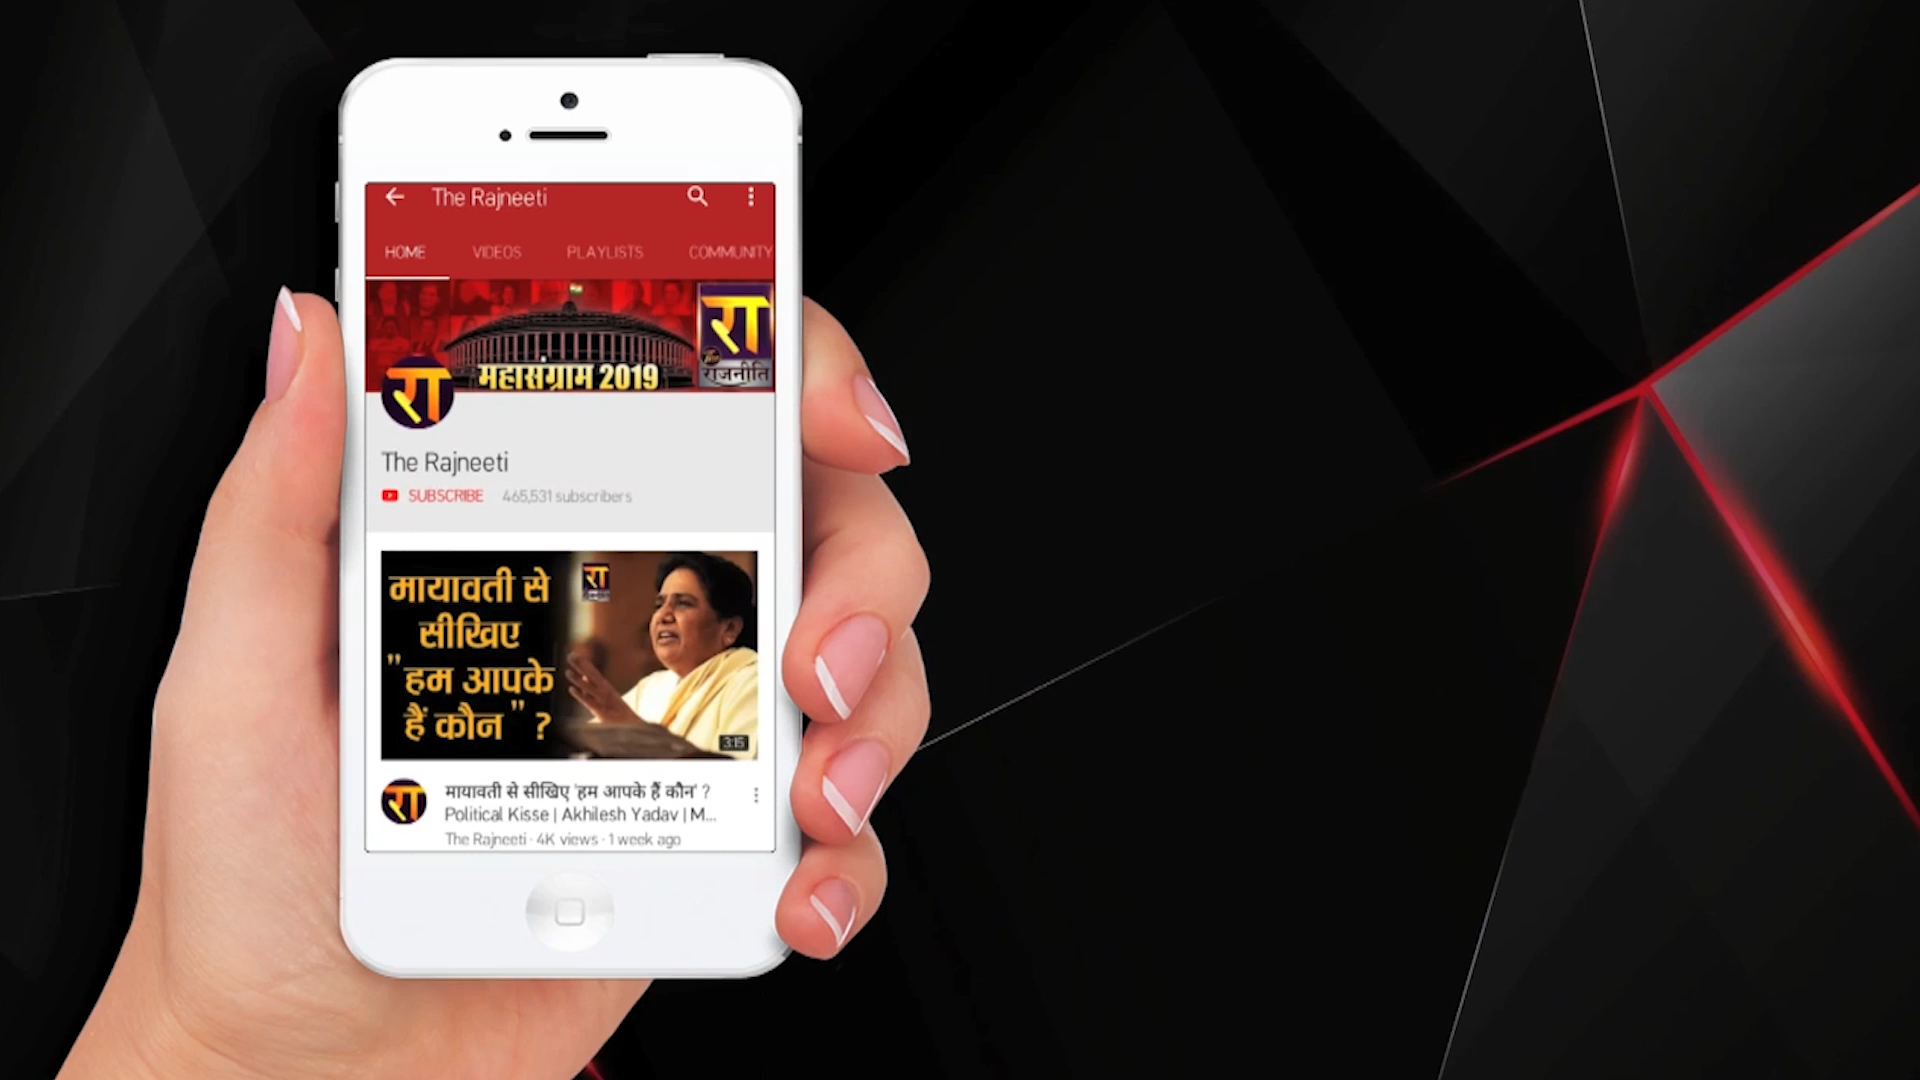 The Rajneeti
HOME VIDEOS PLAYLISTS COMMUNITY
रा
राजनीति
महासंग्राम 2019
रा
The Rajneeti
SUBSCRIBE 465,531 subscribers
रा
मायावती से
सीखिए
"हम आपके
हैं कौन" ?
3:15
रा
मायावती से सीखिए 'हम आपके हैं कौन' ?
Political Kisse | Akhilesh Yadav | M...
The Rajneeti · 4K views · 1 week ago